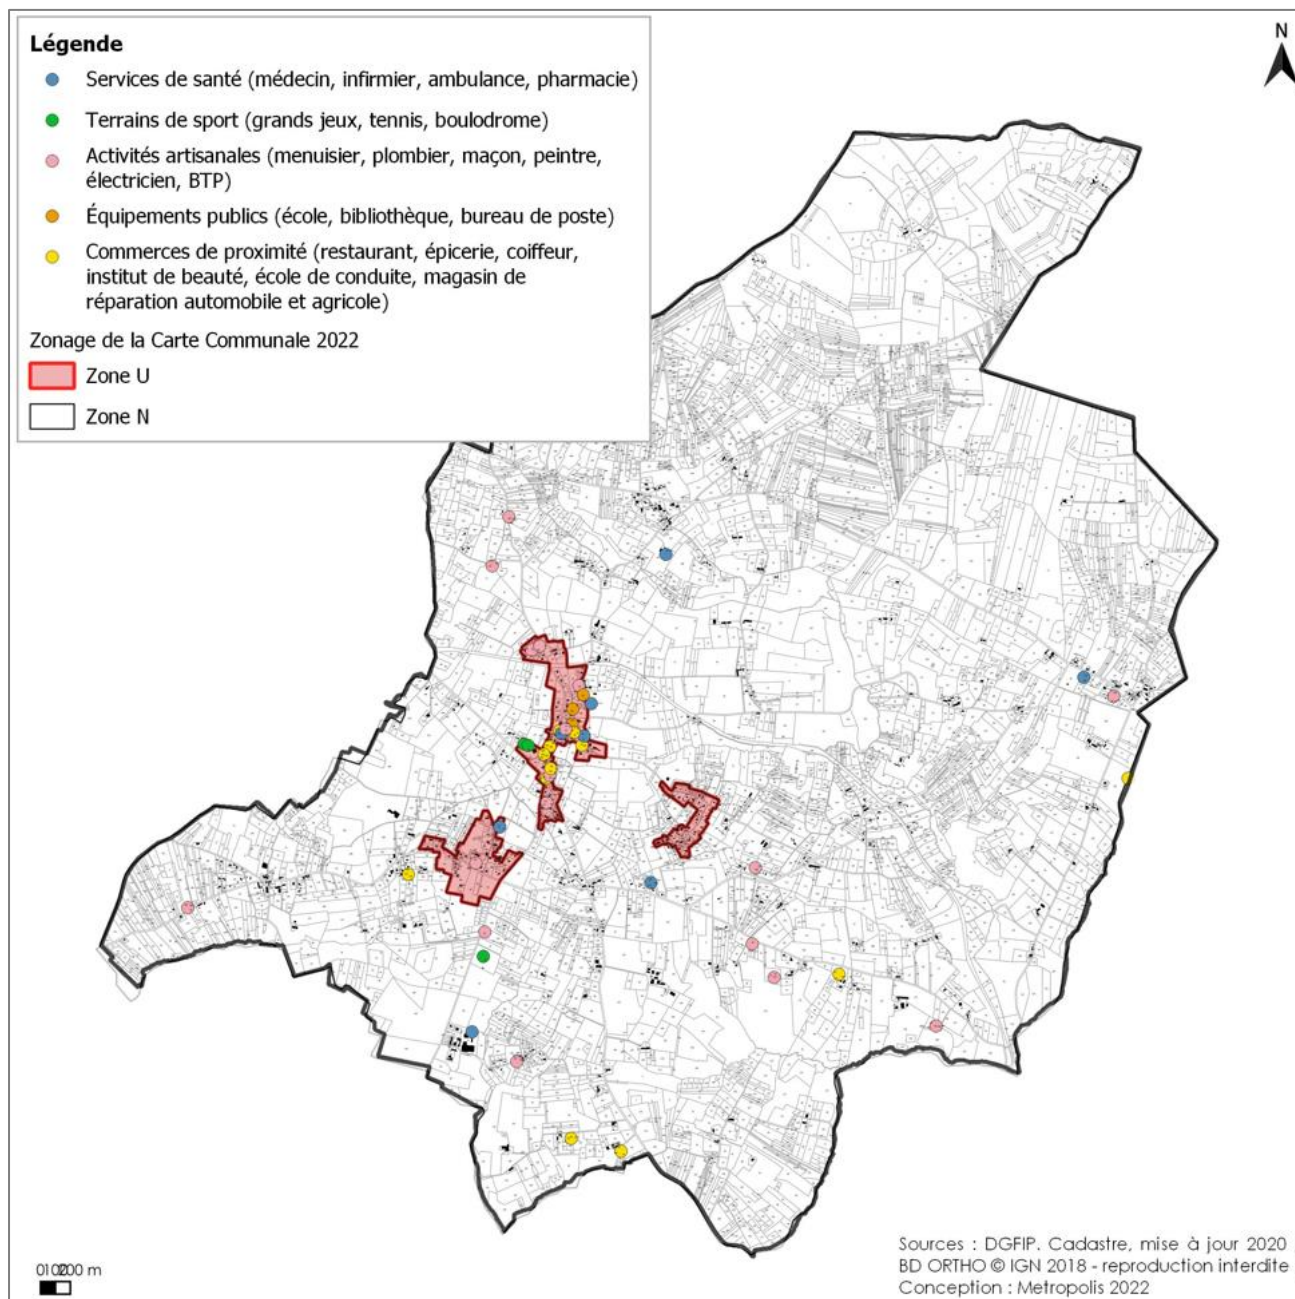 Légende
Services de santé (médecin, infirmier, ambulance, pharmacie)
Terrains de sport (grands jeux, tennis, boulodrome)
Activités artisanales (menuisier, plombier, maçon, peintre,
électricien, BTP)
Équipements publics (école, bibliothèque, bureau de poste)
Commerces de proximité (restaurant, épicerie, coiffeur,
institut de beauté, école de conduite, magasin de
réparation automobile et agricole)
Zonage de la Carte Communale 2022
Zone U
Zone N
N
Sources : DGFIP. Cadastre, mise à jour 2020
BD ORTHO © IGN 2018 - reproduction interdite
Conception : Metropolis 2022
0 100 200 m